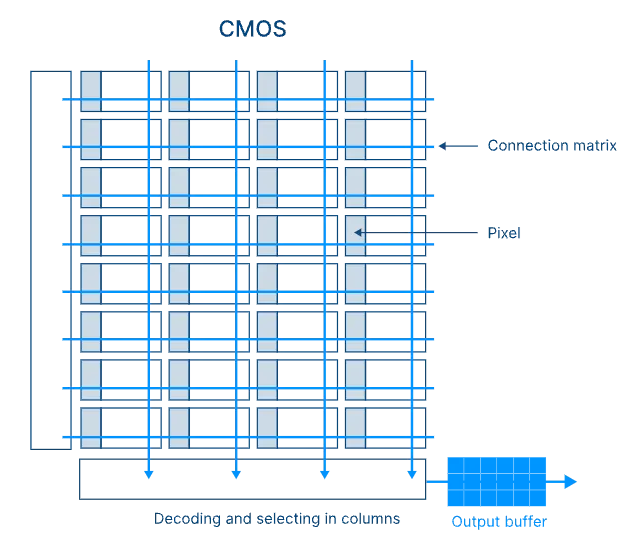 CMOS
Connection matrix
Pixel
Decoding and selecting in columns
Output buffer